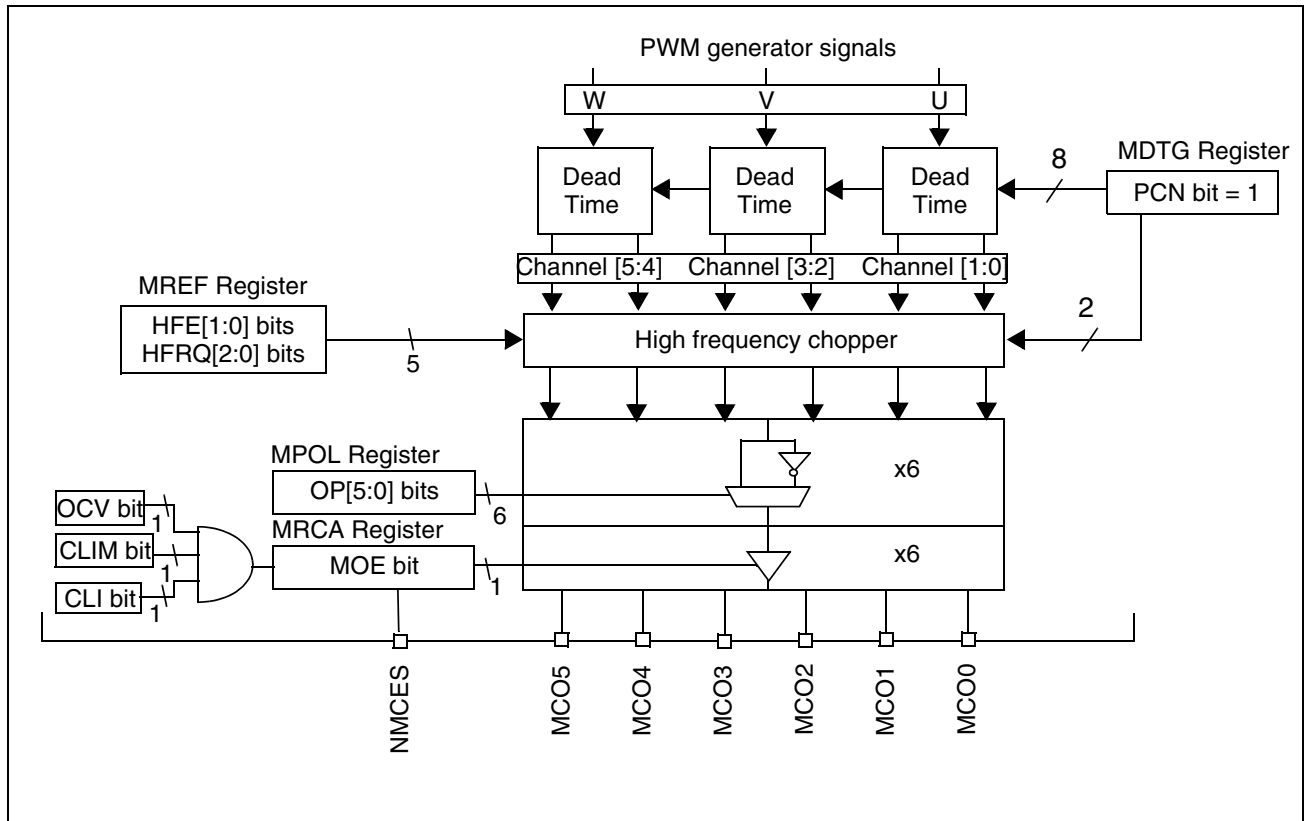 PWM generator signals
W V U
MDTG Register
8
PCN bit = 1
Dead
Time
Dead
Time
Dead
Time
Channel [5:4] Channel [3:2] Channel [1:0]
MREF Register
HFE[1:0] bits
HFRQ[2:0] bits
5
High frequency chopper
2
MPOL Register
OP[5:0] bits
6
x6
OCV bit
1
CLIM bit
1
CLI bit
1
MRCA Register
MOE bit
1
x6
NMCES
MCO5
MCO4
MCO3
MCO2
MCO1
MCO0